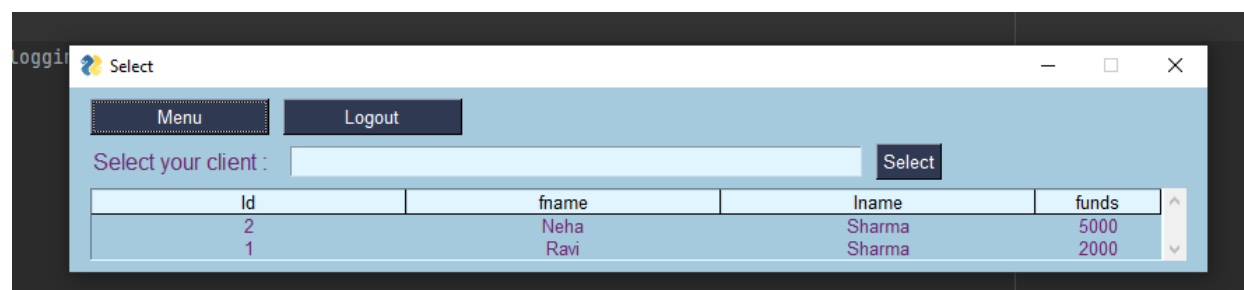 loggin
Select
Menu Logout
Select your client : Select
Id fname lname funds
2 Neha Sharma 5000
1 Ravi Sharma 2000